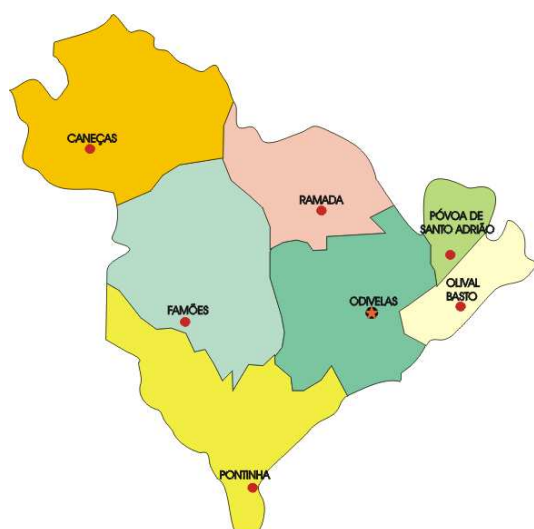 CANEÇAS
RAMADA
PÓVOA DE
SANTO ADRIÃO
OLIVAL
BASTO
ODIVELAS
FAMÕES
PONTINHA